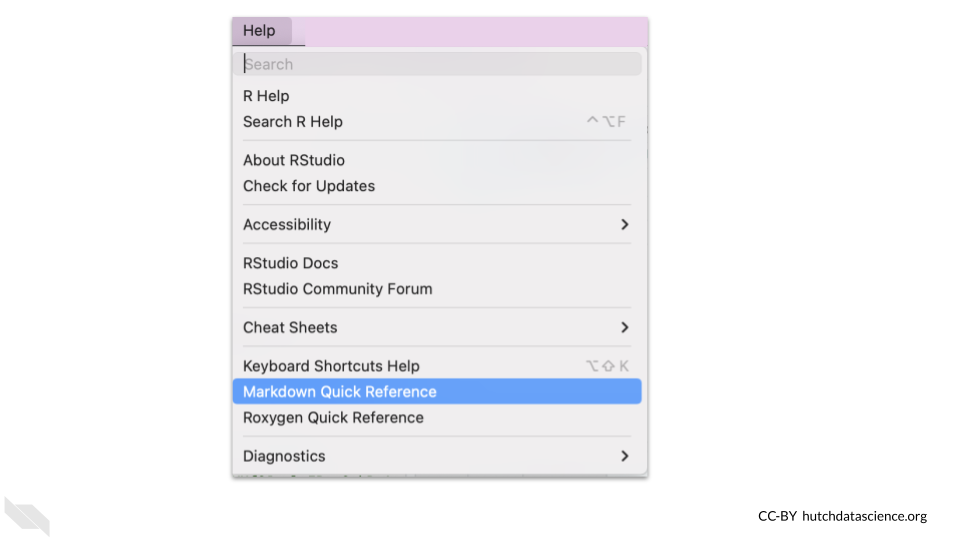 Help
Search
R Help
Search R Help ^⌥F
About RStudio
Check for Updates
Accessibility
RStudio Docs
RStudio Community Forum
Cheat Sheets
Keyboard Shortcuts Help ⌥⇧K
Markdown Quick Reference
Roxygen Quick Reference
Diagnostics
CC-BY hutchdatascience.org